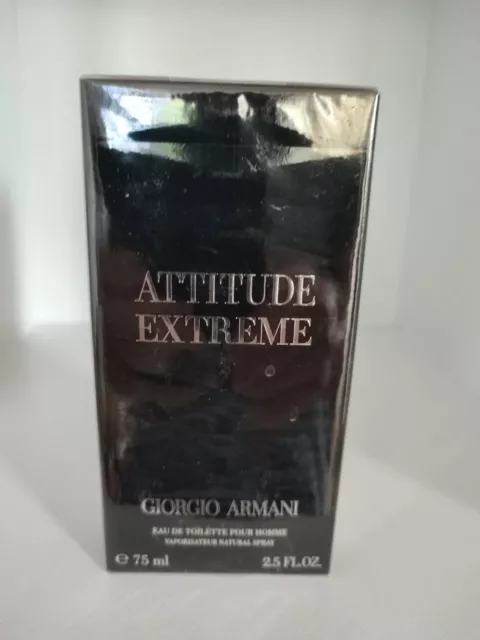 ATTITUDE
EXTREME
GIORGIO ARMANI
EAU DE TOILETTE POUR HOMME
VAPORISATEUR NATURAL SPRAY
℮ 75 ml 2.5 FL.OZ.